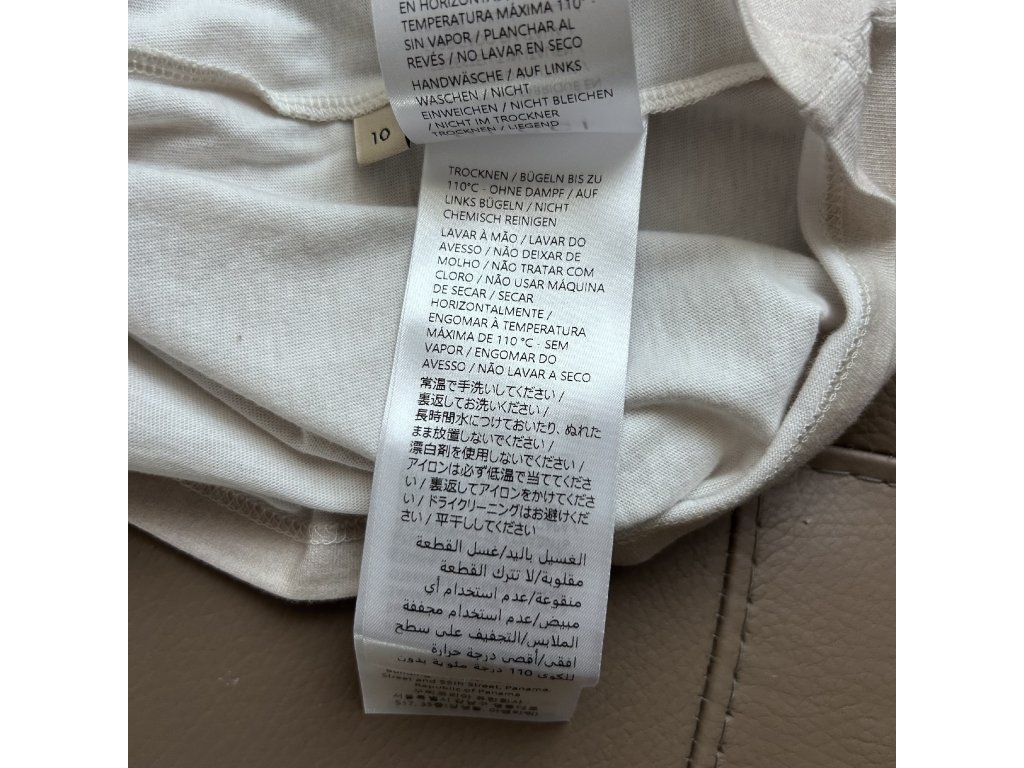 EN HORIZONTAL
TEMPERATURA MÁXIMA 110°
SIN VAPOR / PLANCHAR AL
REVÉS / NO LAVAR EN SECO
HANDWÄSCHE / AUF LINKS
WASCHEN / NICHT
EINWEICHEN / NICHT BLEICHEN
/ NICHT IM TROCKNER
TROCKNEN / LIEGEND
10
TROCKNEN / BÜGELN BIS ZU
110°C - OHNE DAMPF / AUF
LINKS BÜGELN / NICHT
CHEMISCH REINIGEN
LAVAR À MÃO / LAVAR DO
AVESSO / NÃO DEIXAR DE
MOLHO / NÃO TRATAR COM
CLORO / NÃO USAR MÁQUINA
DE SECAR / SECAR
HORIZONTALMENTE /
ENGOMAR À TEMPERATURA
MÁXIMA DE 110 °C - SEM
VAPOR / ENGOMAR DO
AVESSO / NÃO LAVAR A SECO
常温で手洗いしてください /
裏返してお洗いください /
長時間水につけておいたり、ぬれた
まま放置しないでください /
漂白剤を使用しないでください /
アイロンは必ず低温で当ててくださ
い / 裏返してアイロンをかけてくださ
い / ドライクリーニングはお避けくだ
さい / 平干ししてください
الغسيل باليد/غسل القطعة
مقلوبة/لا تترك القطعة
منقوعة/عدم استخدام أي
مبيض/عدم استخدام مجففة
الملابس/التجفيف على سطح
افقي/أقصى درجة حرارة
للكوي 110 درجة مئوية بدون
Street and 55th Street, Panama,
Republic of Panama